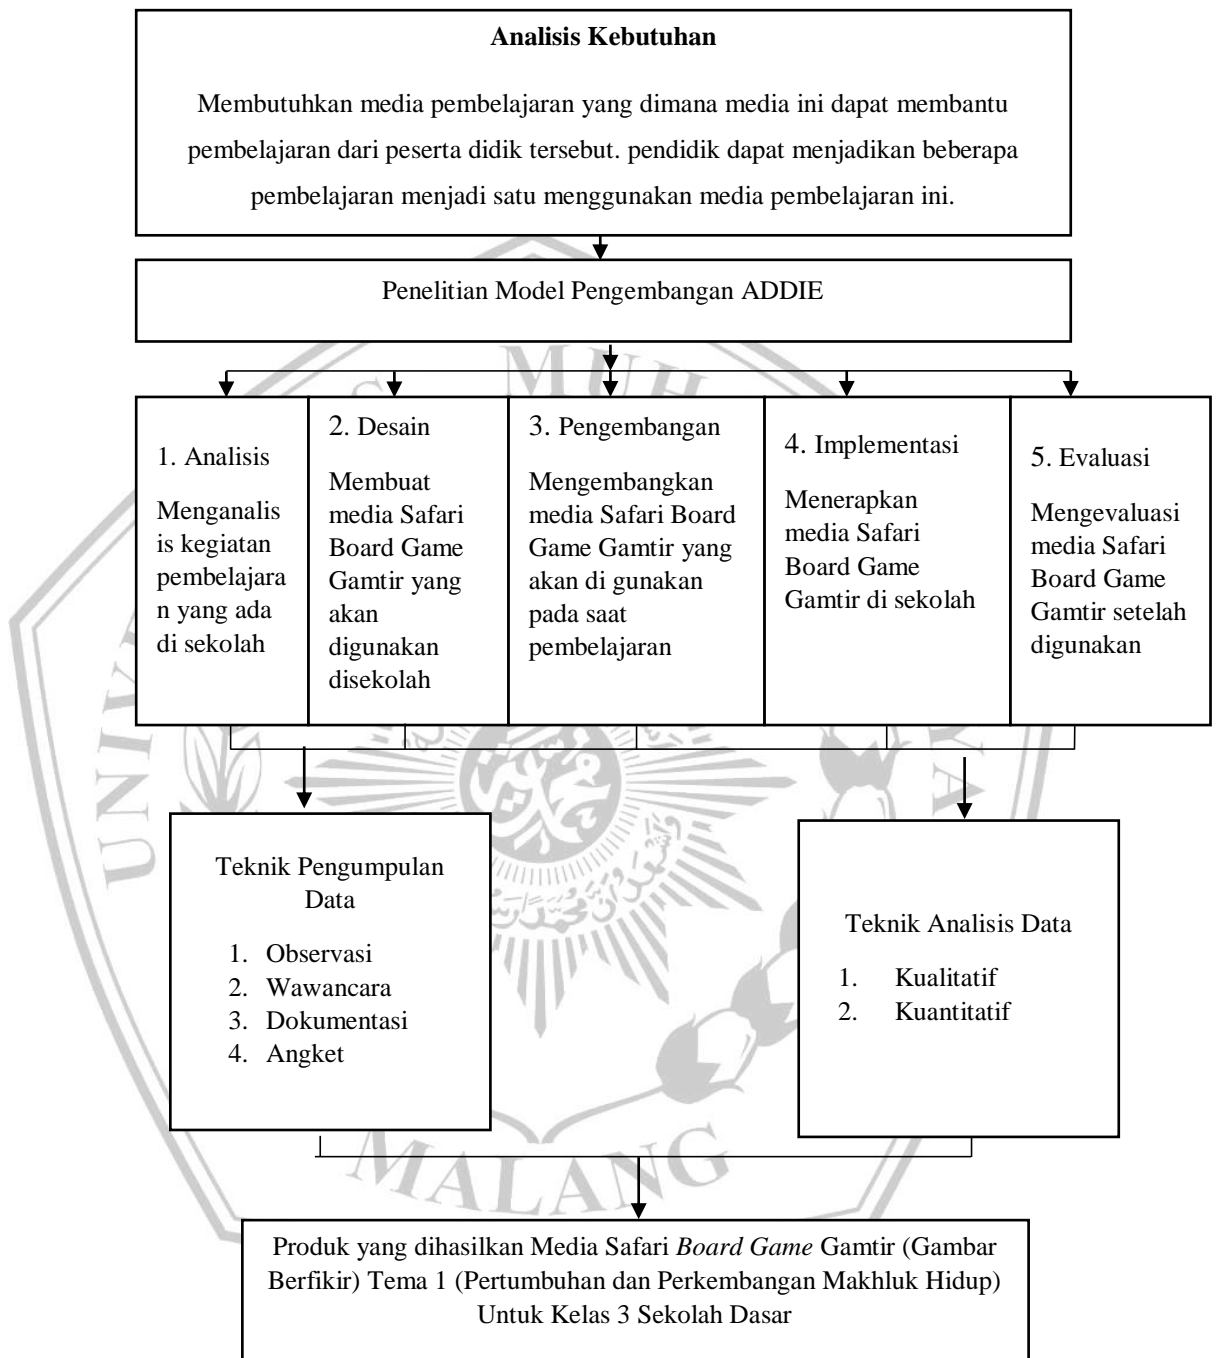 Analisis Kebutuhan
Membutuhkan media pembelajaran yang dimana media ini dapat membantu
pembelajaran dari peserta didik tersebut. pendidik dapat menjadikan beberapa
pembelajaran menjadi satu menggunakan media pembelajaran ini.
Penelitian Model Pengembangan ADDIE
1. Analisis
Menganalis
is kegiatan
pembelajara
n yang ada
di sekolah
2. Desain
Membuat
media Safari
Board Game
Gamtir yang
akan
digunakan
disekolah
3. Pengembangan
Mengembangkan
media Safari Board
Game Gamtir yang
akan di gunakan
pada saat
pembelajaran
4. Implementasi
Menerapkan
media Safari
Board Game
Gamtir di sekolah
5. Evaluasi
Mengevaluasi
media Safari
Board Game
Gamtir setelah
digunakan
Teknik Pengumpulan
Data
1. Observasi
2. Wawancara
3. Dokumentasi
4. Angket
Teknik Analisis Data
1. Kualitatif
2. Kuantitatif
Produk yang dihasilkan Media Safari Board Game Gamtir (Gambar
Berfikir) Tema 1 (Pertumbuhan dan Perkembangan Makhluk Hidup)
Untuk Kelas 3 Sekolah Dasar
MUH
MALANG